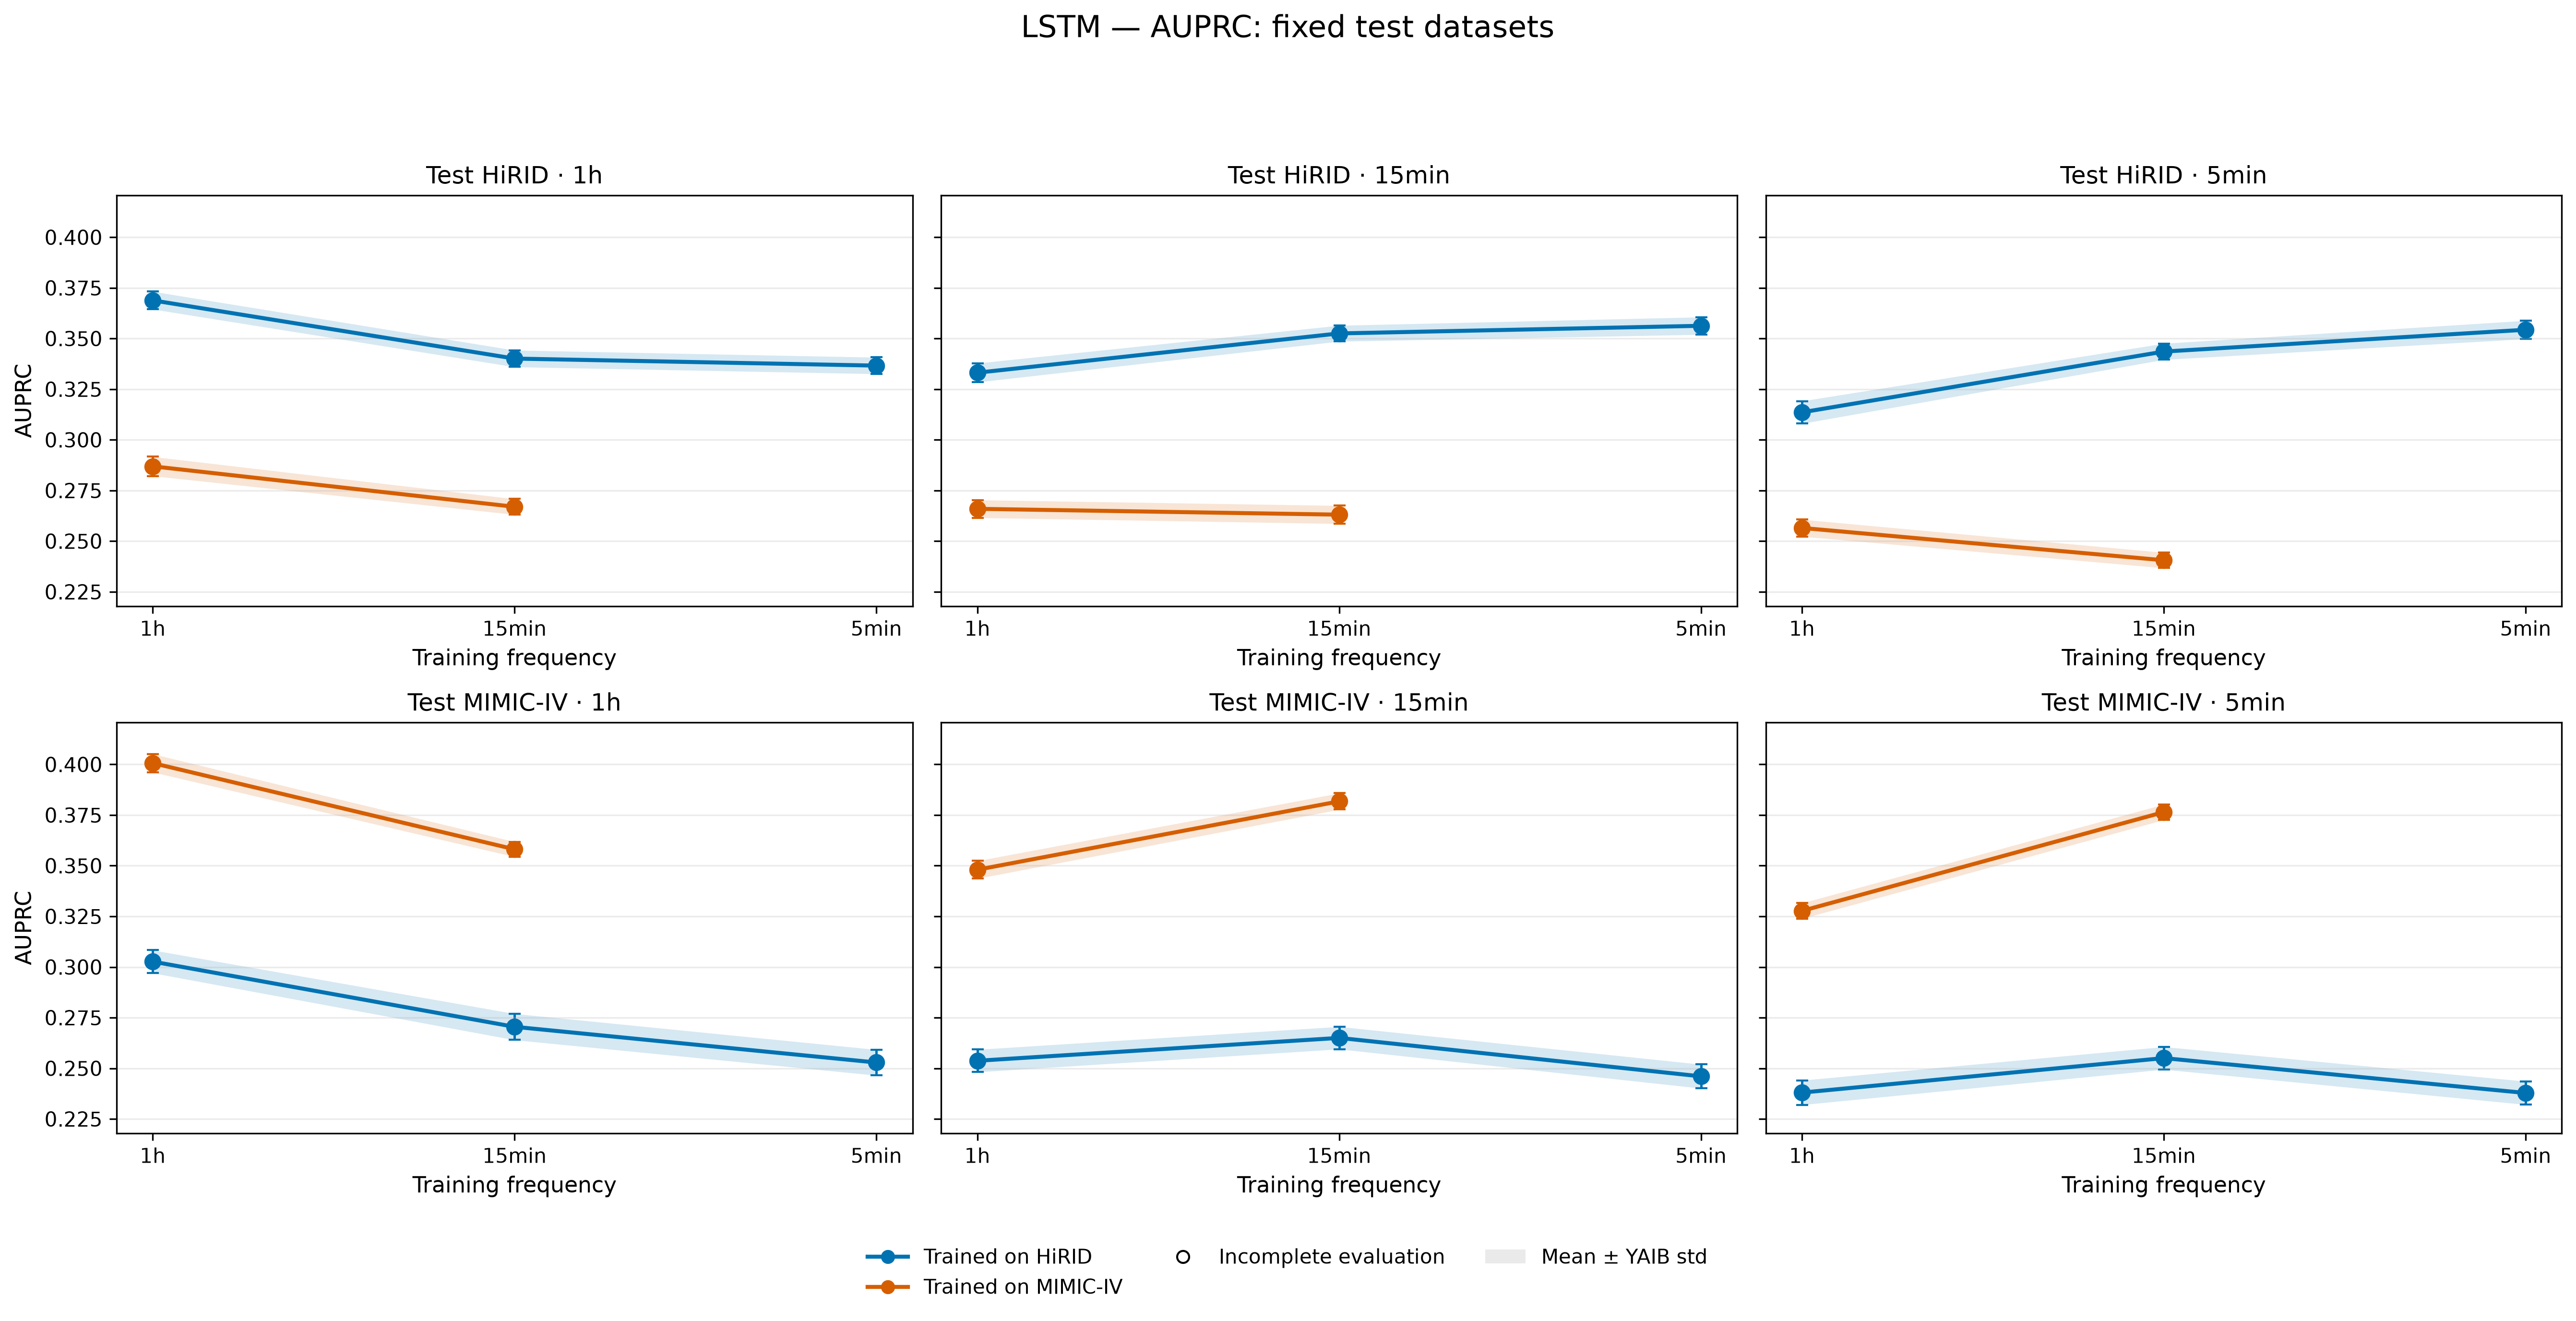 LSTM — AUPRC: fixed test datasets
Test HiRID · 1h
Test HiRID · 15min
Test HiRID · 5min
AUPRC
0.400
0.375
0.350
0.325
0.300
0.275
0.250
0.225
1h 15min 5min
1h 15min 5min
1h 15min 5min
Training frequency
Training frequency
Training frequency
Test MIMIC-IV · 1h
Test MIMIC-IV · 15min
Test MIMIC-IV · 5min
AUPRC
0.400
0.375
0.350
0.325
0.300
0.275
0.250
0.225
1h 15min 5min
1h 15min 5min
1h 15min 5min
Training frequency
Training frequency
Training frequency
Trained on HiRID
Trained on MIMIC-IV
Incomplete evaluation
Mean ± YAIB std